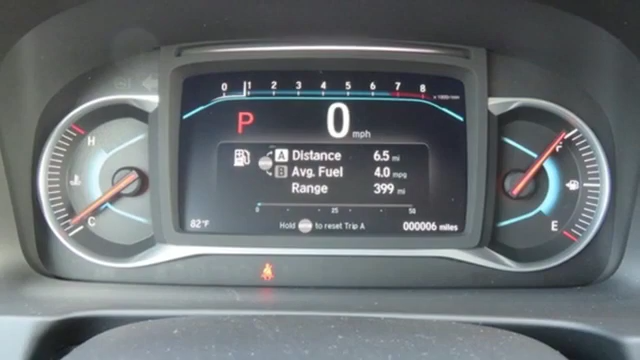 0 1 2 3 4 5 6 7 8
x 1000r/min
P 0 mph
H
F
A Distance 6.5 mi
B Avg. Fuel 4.0 mpg
Range 399 mi
C
E
0 25 50
82°F Hold to reset Trip A 000006 miles